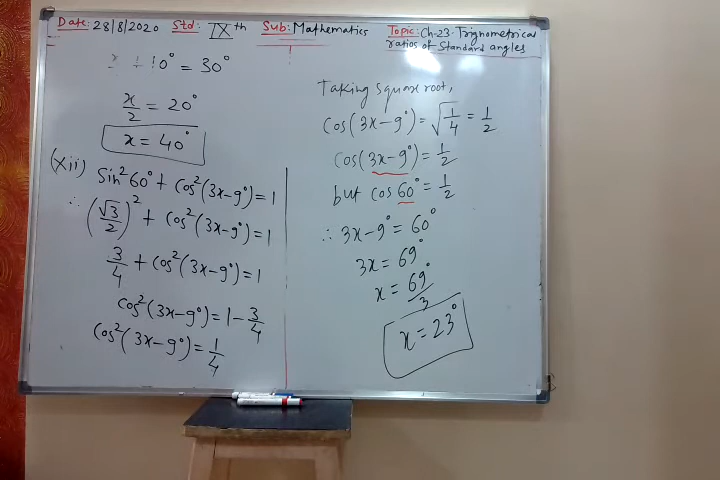 Date: 28/8/2020 Std: IXth Sub: Mathematics Topic: Ch-23. Trignometrical
ratios of Standard angles
+ 10° = 30°
x/2 = 20°
x = 40°
(xii) Sin²60° + Cos²(3x-9°) = 1
∴ (√3/2)² + Cos²(3x-9°) = 1
3/4 + Cos²(3x-9°) = 1
Cos²(3x-9°) = 1 - 3/4
Cos²(3x-9°) = 1/4
Taking square root,
Cos(3x-9°) = √1/4 = 1/2
Cos(3x-9°) = 1/2
but Cos 60° = 1/2
∴ 3x-9° = 60°
3x = 69°
x = 69°/3
x = 23°